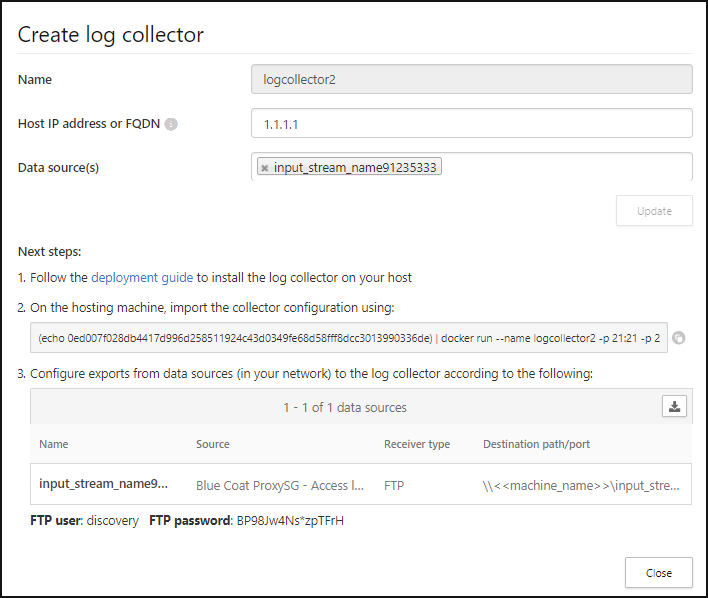 Create log collector
Name
logcollector2
Host IP address or FQDN
1.1.1.1
Data source(s)
× input_stream_name91235333
Update
Next steps:
1. Follow the deployment guide to install the log collector on your host
2. On the hosting machine, import the collector configuration using:
(echo 0ed007f028db4417d996d258511924c43d0349fe68d58fff8dcc3013990336de) | docker run --name logcollector2 -p 21:21 -p 2
3. Configure exports from data sources (in your network) to the log collector according to the following:
1 - 1 of 1 data sources
Name Source Receiver type Destination path/port
input_stream_name9... Blue Coat ProxySG - Access l... FTP \\<<machine_name>>\input_stre...
FTP user: discovery FTP password: BP98Jw4Ns*zpTFrH
Close